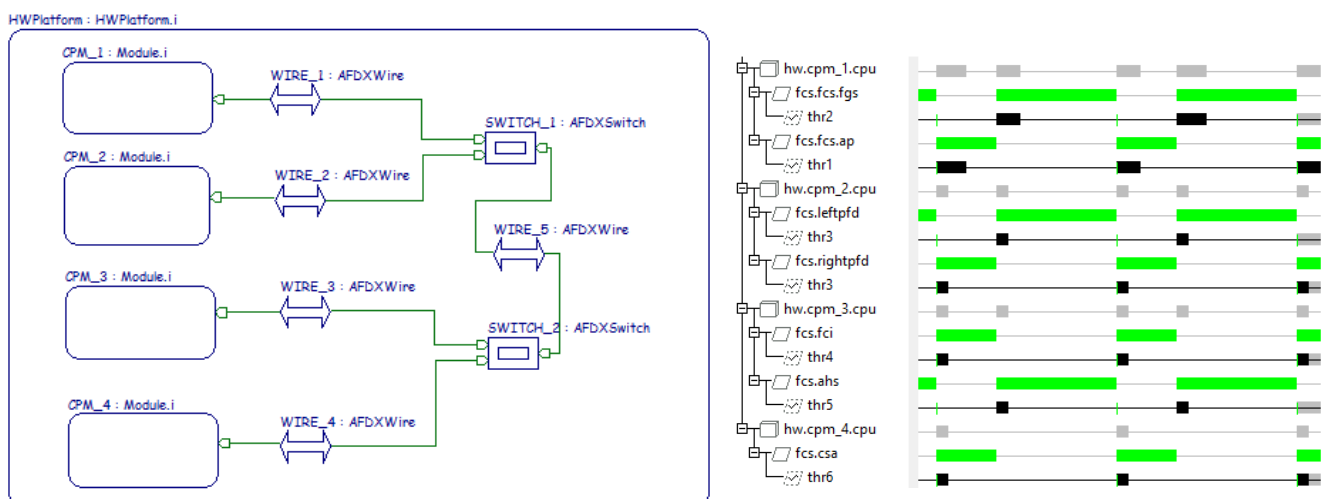 HWPlatform : HWPlatform.i
CPM_1 : Module.i
WIRE_1 : AFDXWire
SWITCH_1 : AFDXSwitch
CPM_2 : Module.i
WIRE_2 : AFDXWire
WIRE_5 : AFDXWire
CPM_3 : Module.i
WIRE_3 : AFDXWire
SWITCH_2 : AFDXSwitch
CPM_4 : Module.i
WIRE_4 : AFDXWire
hw.cpm_1.cpu
fcs.fcs.fgs
thr2
fcs.fcs.ap
thr1
hw.cpm_2.cpu
fcs.leftpfd
thr3
fcs.rightpfd
thr3
hw.cpm_3.cpu
fcs.fci
thr4
fcs.ahs
thr5
hw.cpm_4.cpu
fcs.csa
thr6